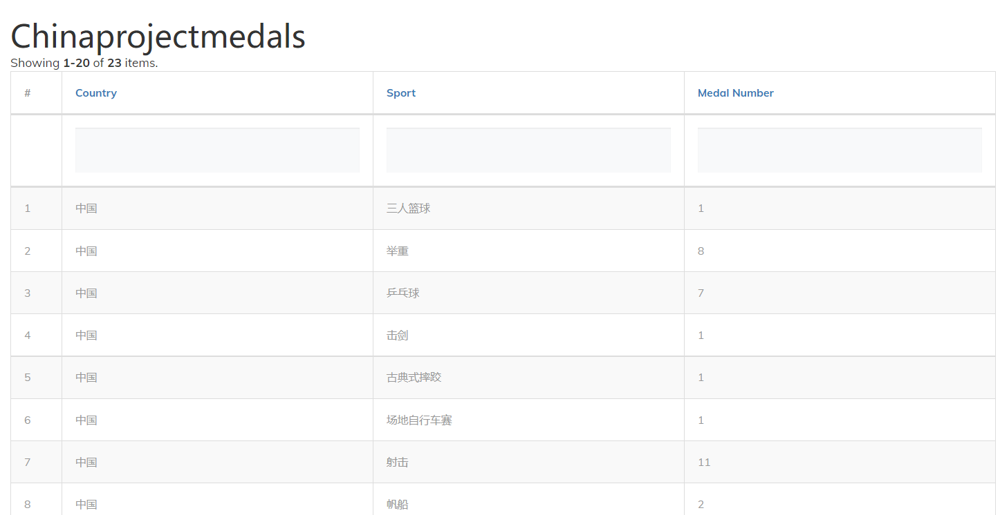 Chinaprojectmedals
Showing 1-20 of 23 items.
# Country Sport Medal Number
1 中国 三人篮球 1
2 中国 举重 8
3 中国 乒乓球 7
4 中国 击剑 1
5 中国 古典式摔跤 1
6 中国 场地自行车赛 1
7 中国 射击 11
8 中国 帆船 2